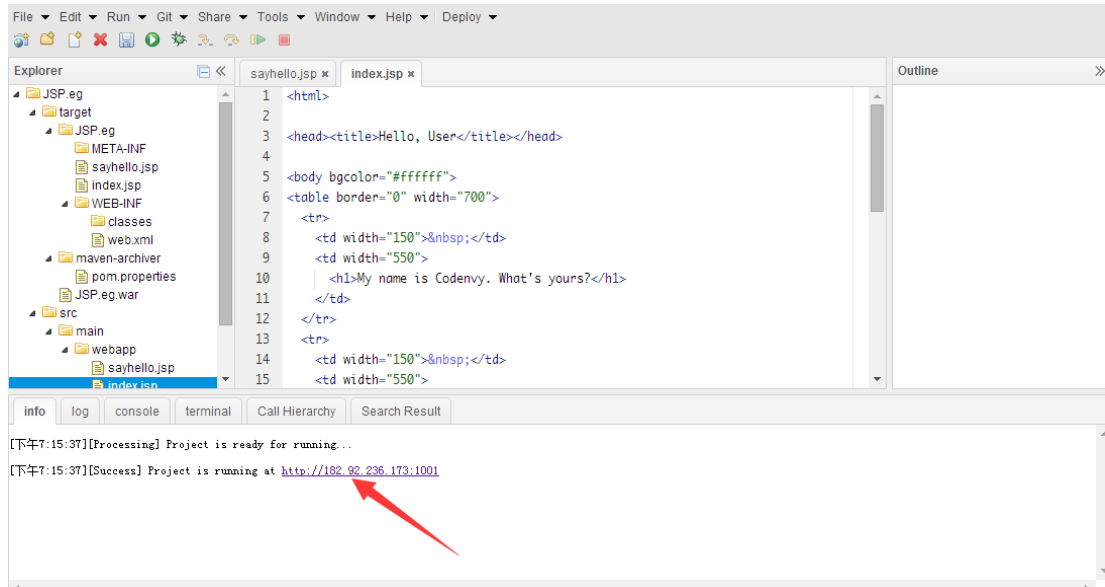 File Edit Run Git Share Tools Window Help Deploy
Explorer
JSP.eg
target
JSP.eg
META-INF
sayhello.jsp
index.jsp
WEB-INF
classes
web.xml
maven-archiver
pom.properties
JSP.eg.war
src
main
webapp
sayhello.jsp
index.jsp
sayhello.jsp index.jsp
1 <html>
2
3 <head><title>Hello, User</title></head>
4
5 <body bgcolor="#ffffff">
6 <table border="0" width="700">
7 <tr>
8 <td width="150">&nbsp;</td>
9 <td width="550">
10 <h1>My name is Codenvy. What's yours?</h1>
11 </td>
12 </tr>
13 <tr>
14 <td width="150">&nbsp;</td>
15 <td width="550">
Outline
info log console terminal Call Hierarchy Search Result
[下午7:15:37][Processing] Project is ready for running...
[下午7:15:37][Success] Project is running at http://182.92.236.173:1001